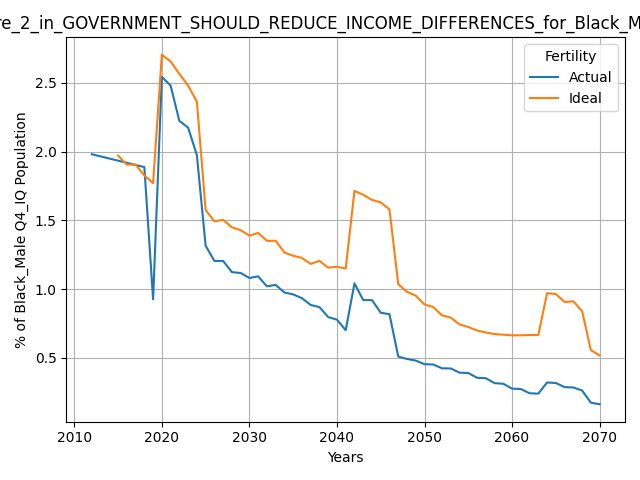 re_2_in_GOVERNMENT_SHOULD_REDUCE_INCOME_DIFFERENCES_for_Black_M
% of Black_Male Q4_IQ Population
2.5
2.0
1.5
1.0
0.5
Fertility
Actual
Ideal
2010 2020 2030 2040 2050 2060 2070
Years